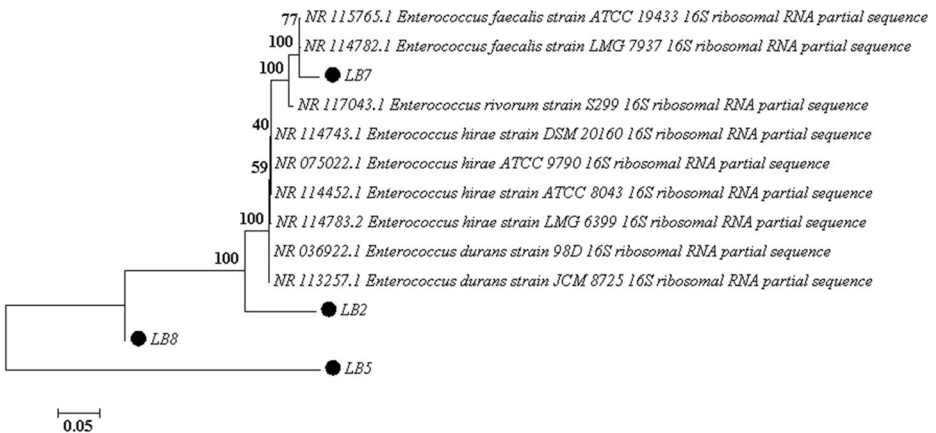 77 NR 115765.1 Enterococcus faecalis strain ATCC 19433 16S ribosomal RNA partial sequence
100 NR 114782.1 Enterococcus faecalis strain LMG 7937 16S ribosomal RNA partial sequence
100 LB7
NR 117043.1 Enterococcus rivorum strain S299 16S ribosomal RNA partial sequence
40 NR 114743.1 Enterococcus hirae strain DSM 20160 16S ribosomal RNA partial sequence
59 NR 075022.1 Enterococcus hirae ATCC 9790 16S ribosomal RNA partial sequence
NR 114452.1 Enterococcus hirae strain ATCC 8043 16S ribosomal RNA partial sequence
100 NR 114783.2 Enterococcus hirae strain LMG 6399 16S ribosomal RNA partial sequence
100 NR 036922.1 Enterococcus durans strain 98D 16S ribosomal RNA partial sequence
NR 113257.1 Enterococcus durans strain JCM 8725 16S ribosomal RNA partial sequence
LB2
LB8
LB5
0.05